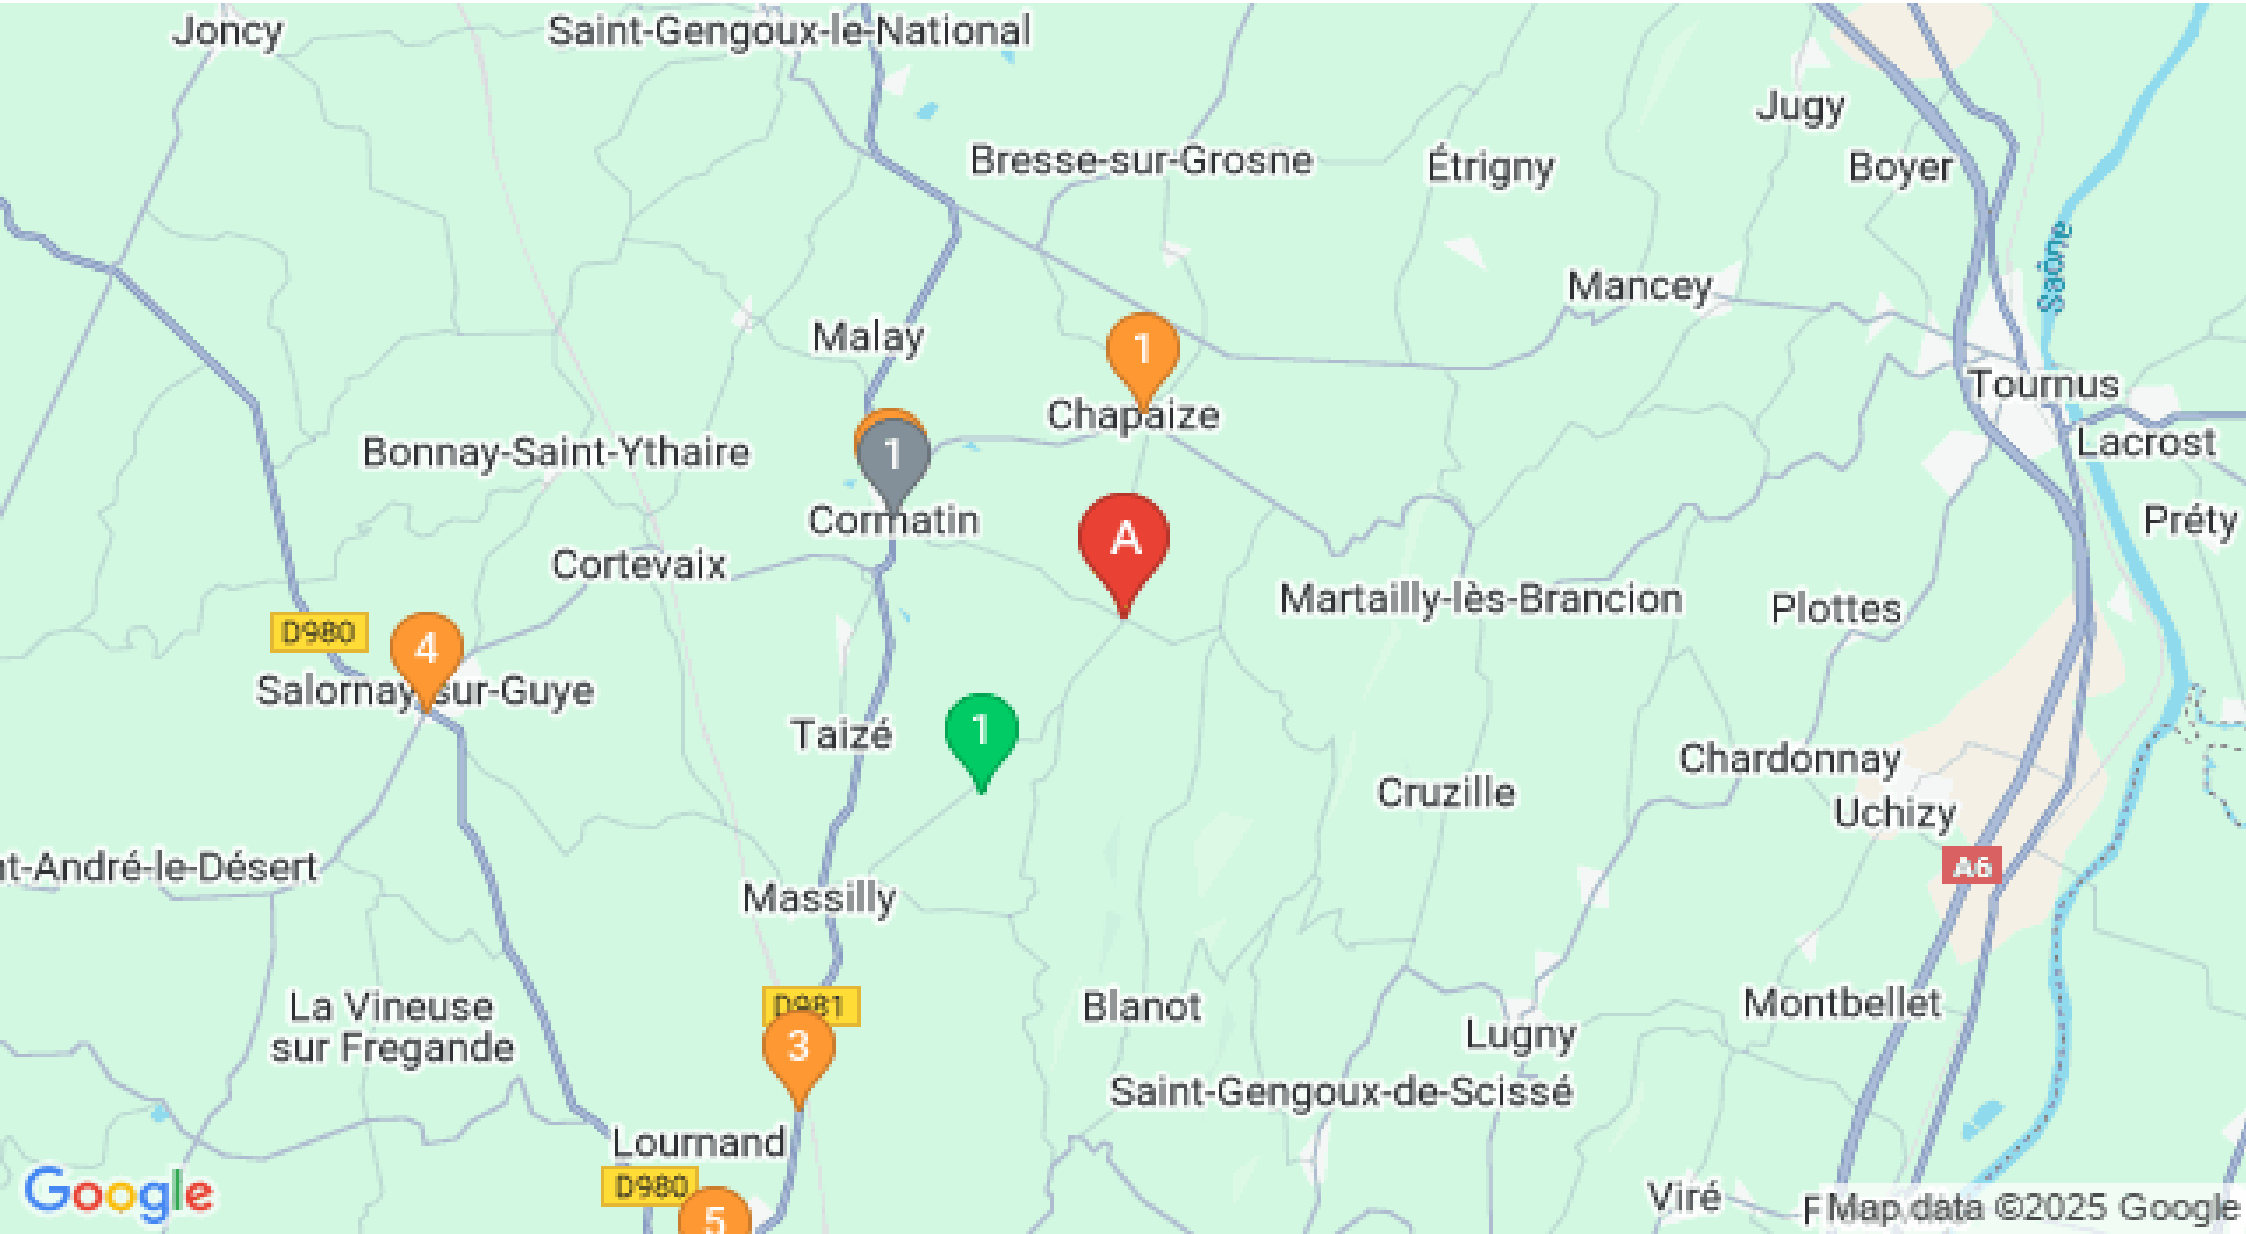 Joncy
Saint-Gengoux-le-National
Jugy
Bresse-sur-Grosne
Étrigny
Boyer
Saône
Mancey
Malay
1
Chapaize
Tournus
Lacrost
Bonnay-Saint-Ythaire
1
Cormatin
Préty
A
Cortevaix
Martailly-lès-Brancion
Plottes
D980
4
Salornay-sur-Guye
Taizé
1
Chardonnay
Cruzille
Uchizy
nt-André-le-Désert
A6
Massilly
La Vineuse
sur Fregande
D981
3
Blanot
Montbellet
Lugny
Saint-Gengoux-de-Scissé
Lournand
D980
5
Viré
Google
F
Map data ©2025 Google